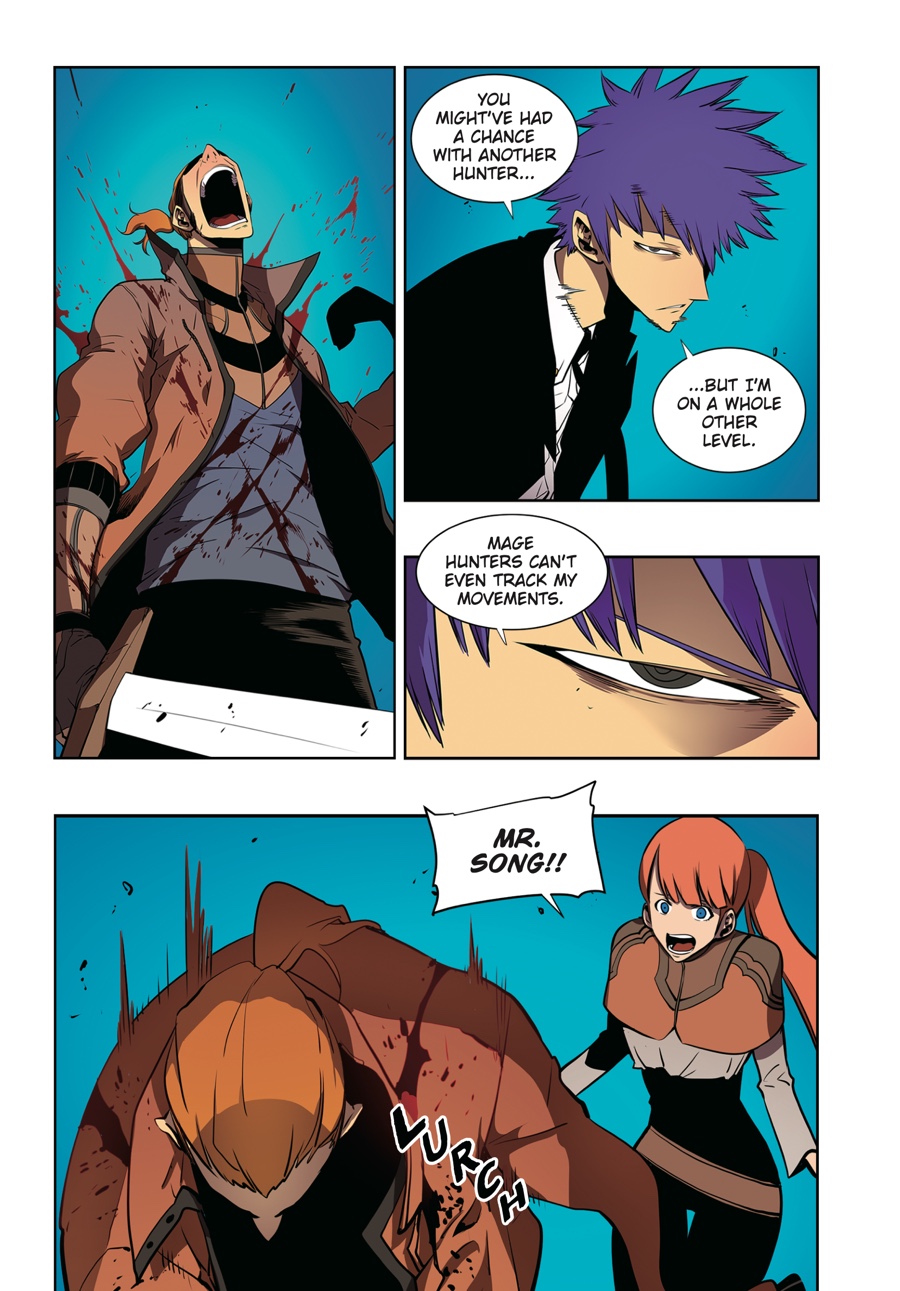 YOU
MIGHT'VE HAD
A CHANCE
WITH ANOTHER
HUNTER...
...BUT I'M
ON A WHOLE
OTHER
LEVEL.
MAGE
HUNTERS CAN'T
EVEN TRACK MY
MOVEMENTS.
MR.
SONG!!
LURCH